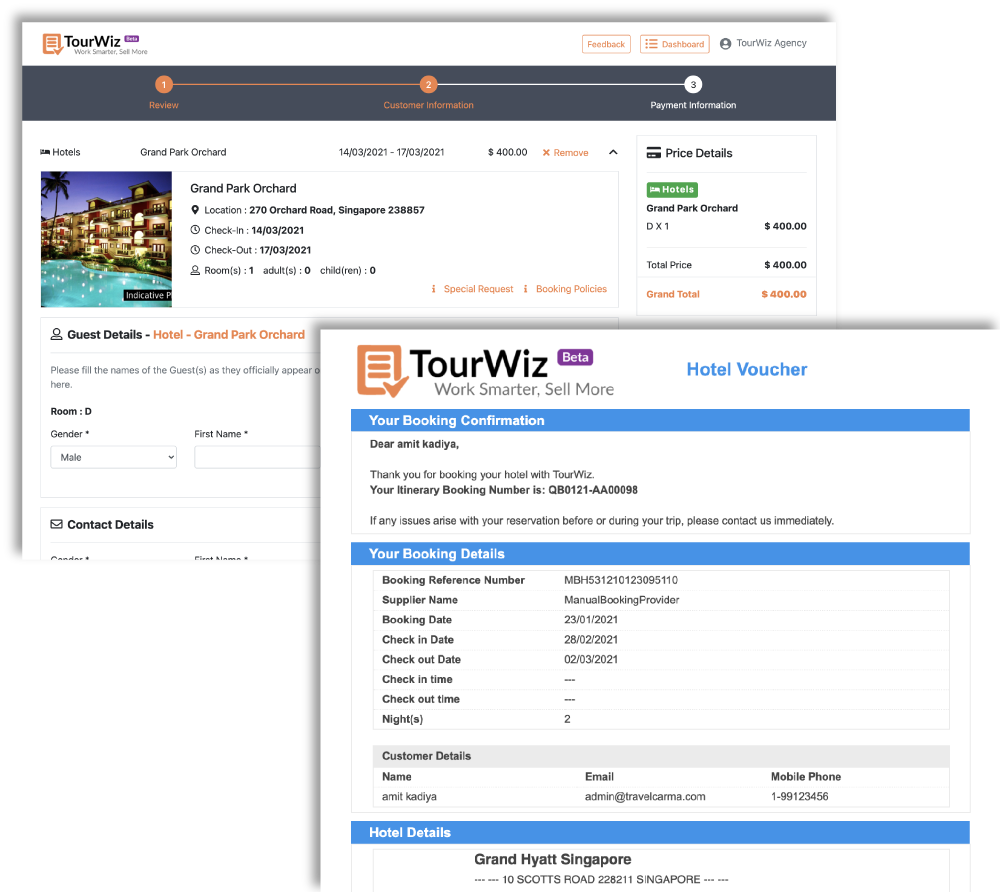 TourWiz Beta
Work Smarter, Sell More
Feedback
Dashboard
TourWiz Agency
1 2 3
Review Customer Information Payment Information
Hotels Grand Park Orchard 14/03/2021 - 17/03/2021 $ 400.00 Remove
Grand Park Orchard
Location : 270 Orchard Road, Singapore 238857
Check-In : 14/03/2021
Check-Out : 17/03/2021
Room(s) : 1 adult(s) : 0 child(ren) : 0
Indicative P
i Special Request i Booking Policies
Price Details
Hotels
Grand Park Orchard
D X 1 $ 400.00
Total Price $ 400.00
Grand Total $ 400.00
Guest Details - Hotel - Grand Park Orchard
Please fill the names of the Guest(s) as they officially appear o
here.
Room : D
Gender * First Name *
Male
Contact Details
Gender * First Name *
TourWiz Beta
Work Smarter, Sell More
Hotel Voucher
Your Booking Confirmation
Dear amit kadiya,
Thank you for booking your hotel with TourWiz.
Your Itinerary Booking Number is: QB0121-AA00098
If any issues arise with your reservation before or during your trip, please contact us immediately.
Your Booking Details
Booking Reference Number MBH531210123095110
Supplier Name ManualBookingProvider
Booking Date 23/01/2021
Check in Date 28/02/2021
Check out Date 02/03/2021
Check in time ---
Check out time ---
Night(s) 2
Customer Details
Name Email Mobile Phone
amit kadiya admin@travelcarma.com 1-99123456
Hotel Details
Grand Hyatt Singapore
--- --- 10 SCOTTS ROAD 228211 SINGAPORE --- ---